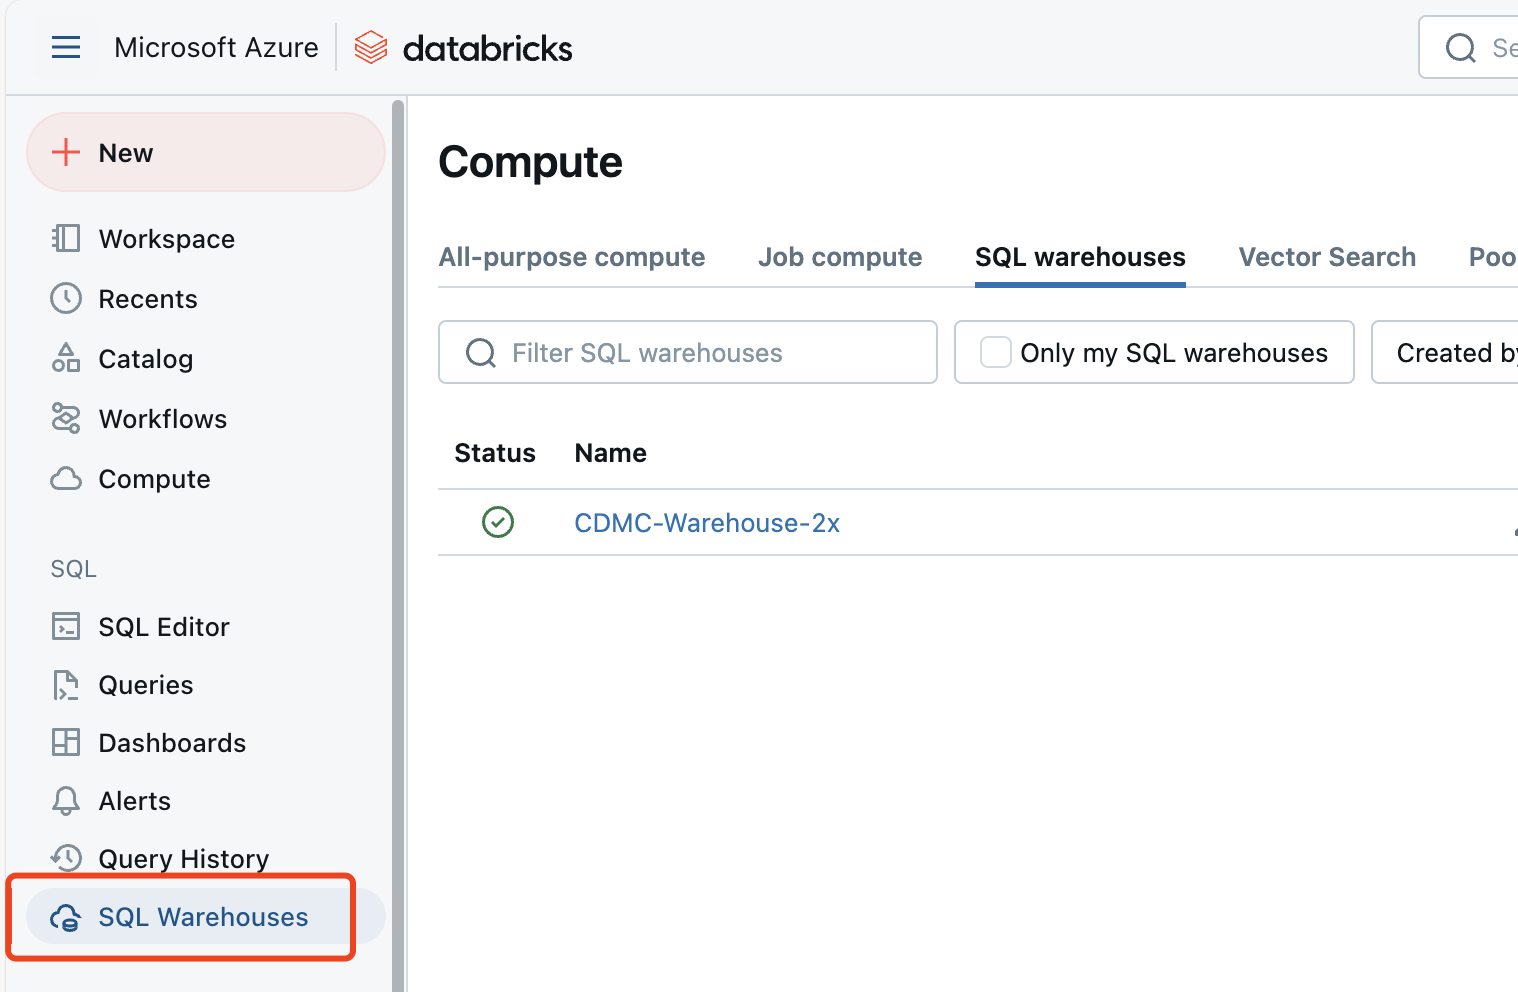 Microsoft Azure databricks
Se
New
Workspace
Recents
Catalog
Workflows
Compute
SQL
SQL Editor
Queries
Dashboards
Alerts
Query History
SQL Warehouses
Compute
All-purpose compute Job compute SQL warehouses Vector Search Poo
Filter SQL warehouses Only my SQL warehouses Created by
Status Name
CDMC-Warehouse-2x